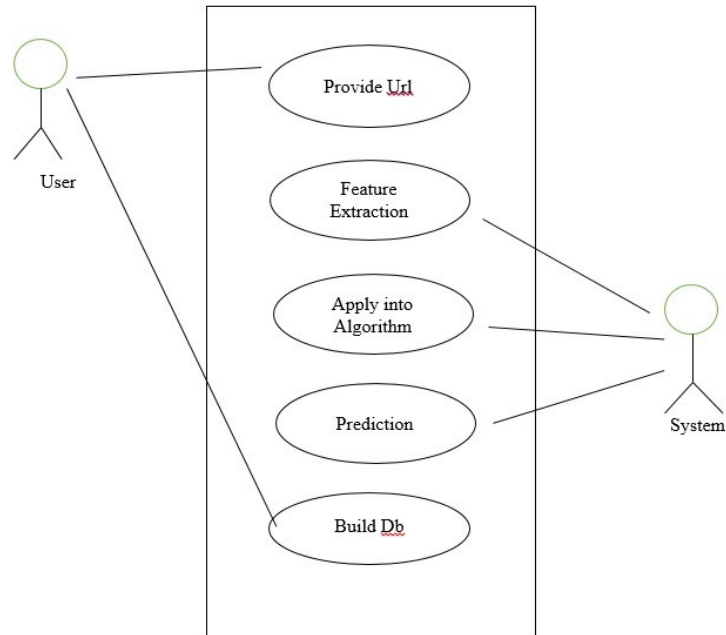 Provide Url
User
Feature
Extraction
Apply into
Algorithm
Prediction
System
Build Db